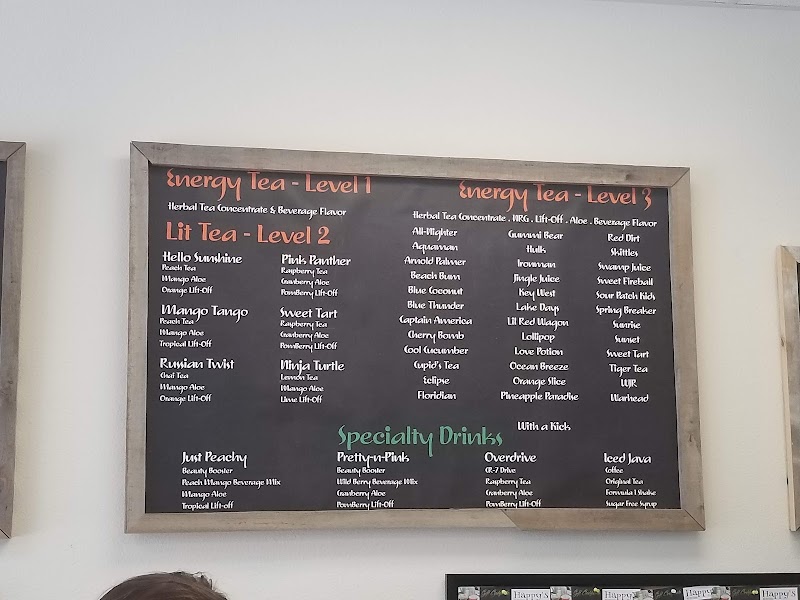 Energy Tea - Level 1
Herbal Tea Concentrate & Beverage Flavor
Lit Tea - Level 2
Hello Sunshine
Peach Tea
Mango Aloe
Orange Lift-Off
Pink Panther
Raspberry Tea
Cranberry Aloe
PomBerry Lift-Off
Mango Tango
Peach Tea
Mango Aloe
Tropical Lift-Off
Sweet Tart
Raspberry Tea
Cranberry Aloe
PomBerry Lift-Off
Russian Twist
Chai Tea
Mango Aloe
Orange Lift-Off
Ninja Turtle
Lemon Tea
Mango Aloe
Lime Lift-Off
Energy Tea - Level 3
Herbal Tea Concentrate . NRG . Lift-Off . Aloe . Beverage Flavor
All-Nighter
Aquaman
Arnold Palmer
Beach Bum
Blue Coconut
Blue Thunder
Captain America
Cherry Bomb
Cool Cucumber
Cupid's Tea
Eclipse
Floridian
Gummi Bear
Hulk
Ironman
Jingle Juice
Key West
Lake Days
Lil Red Wagon
Lollipop
Love Potion
Ocean Breeze
Orange Slice
Pineapple Paradise
Red Dirt
Skittles
Swamp Juice
Sweet Fireball
Sour Patch Kids
Spring Breaker
Sunrise
Sunset
Sweet Tart
Tiger Tea
WJR
Warhead
With a Kick
Specialty Drinks
Just Peachy
Beauty Booster
Peach Mango Beverage Mix
Mango Aloe
Tropical Lift-off
Pretty-n-Pink
Beauty Booster
Wild Berry Beverage Mix
Cranberry Aloe
PomBerry Lift-Off
Overdrive
CR-7 Drive
Raspberry Tea
Cranberry Aloe
PomBerry Lift-Off
Iced Java
Coffee
Original Tea
Formula 1 Shake
Sugar Free Syrup
Happy's
Happy's
Happy's
Happy's